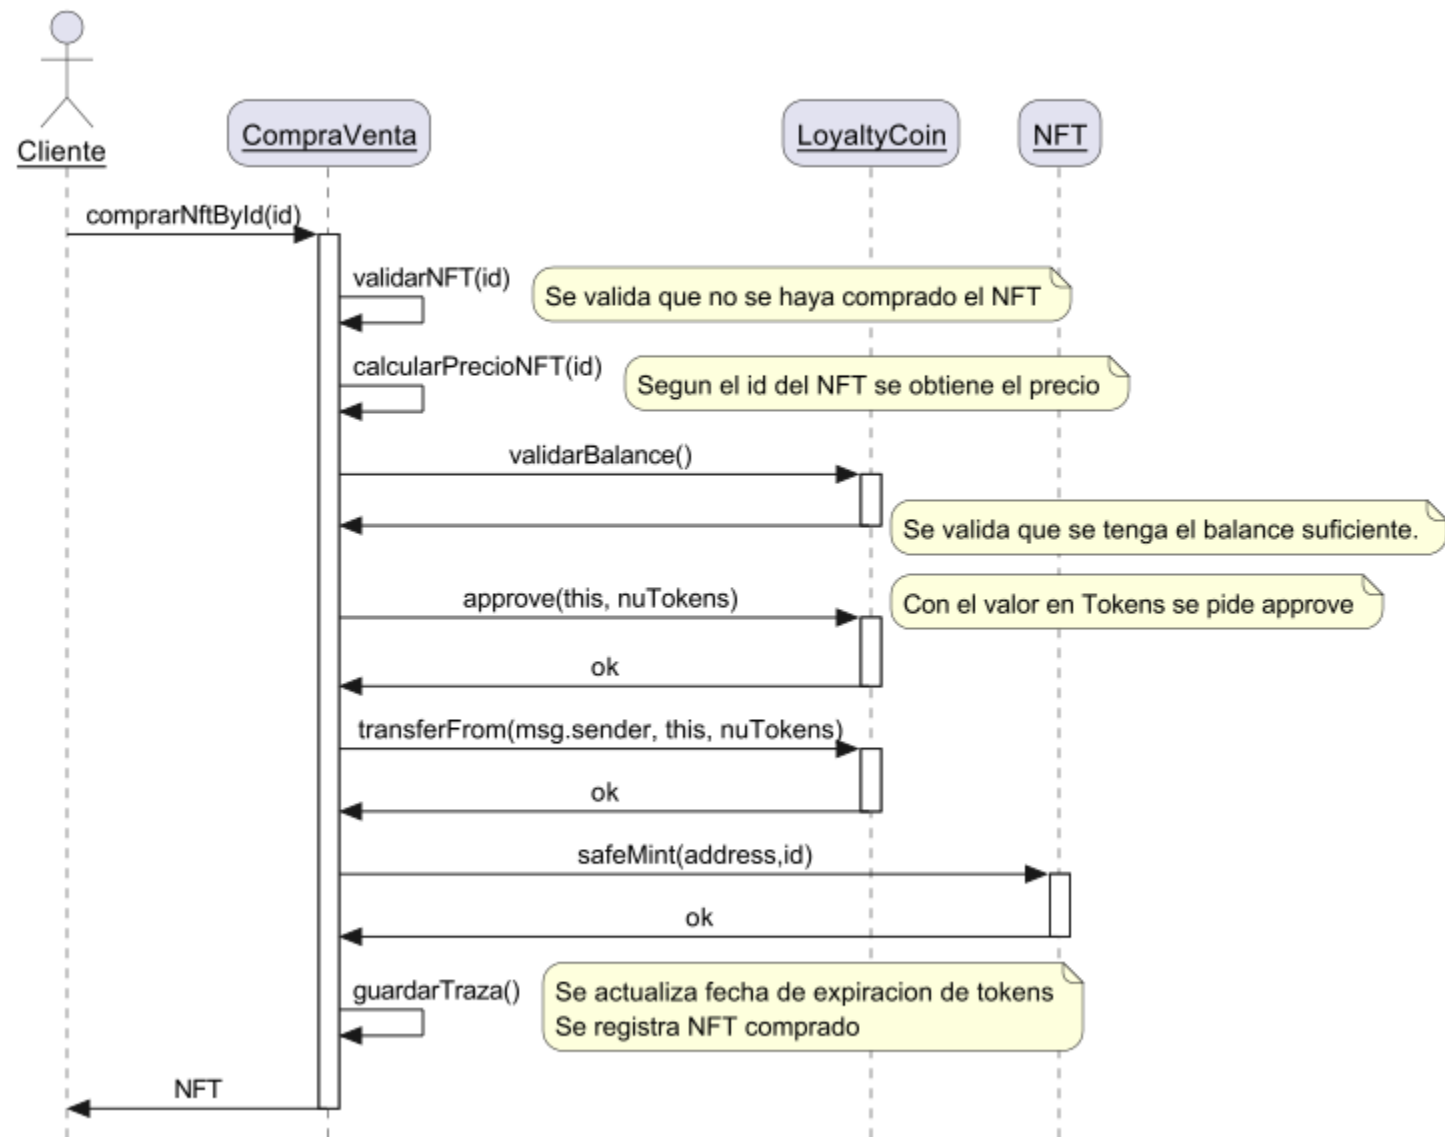 Cliente
CompraVenta
LoyaltyCoin
NFT
comprarNftById(id)
validarNFT(id)
Se valida que no se haya comprado el NFT
calcularPrecioNFT(id)
Segun el id del NFT se obtiene el precio
validarBalance()
Se valida que se tenga el balance suficiente.
approve(this, nuTokens)
Con el valor en Tokens se pide approve
ok
transferFrom(msg.sender, this, nuTokens)
ok
safeMint(address,id)
ok
guardarTraza()
Se actualiza fecha de expiracion de tokens
Se registra NFT comprado
NFT